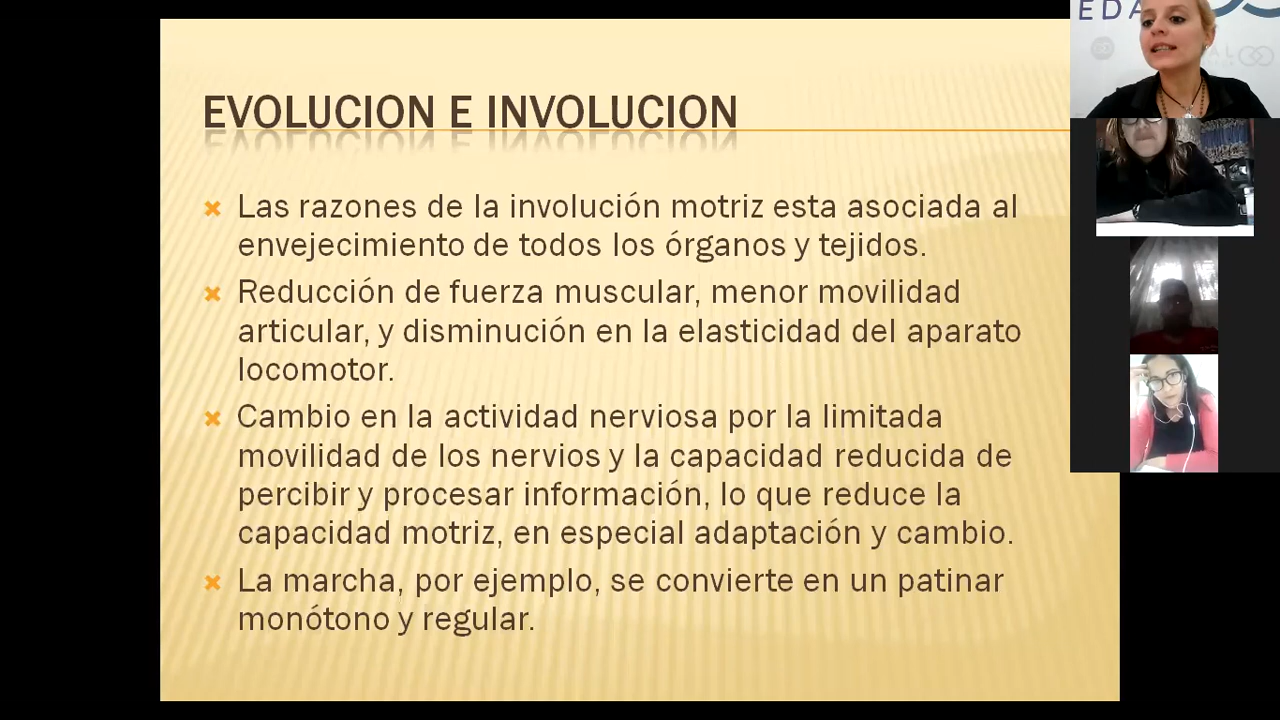 EVOLUCION E INVOLUCION
Las razones de la involución motriz esta asociada al
envejecimiento de todos los órganos y tejidos.
Reducción de fuerza muscular, menor movilidad
articular, y disminución en la elasticidad del aparato
locomotor.
Cambio en la actividad nerviosa por la limitada
movilidad de los nervios y la capacidad reducida de
percibir y procesar información, lo que reduce la
capacidad motriz, en especial adaptación y cambio.
La marcha, por ejemplo, se convierte en un patinar
monótono y regular.